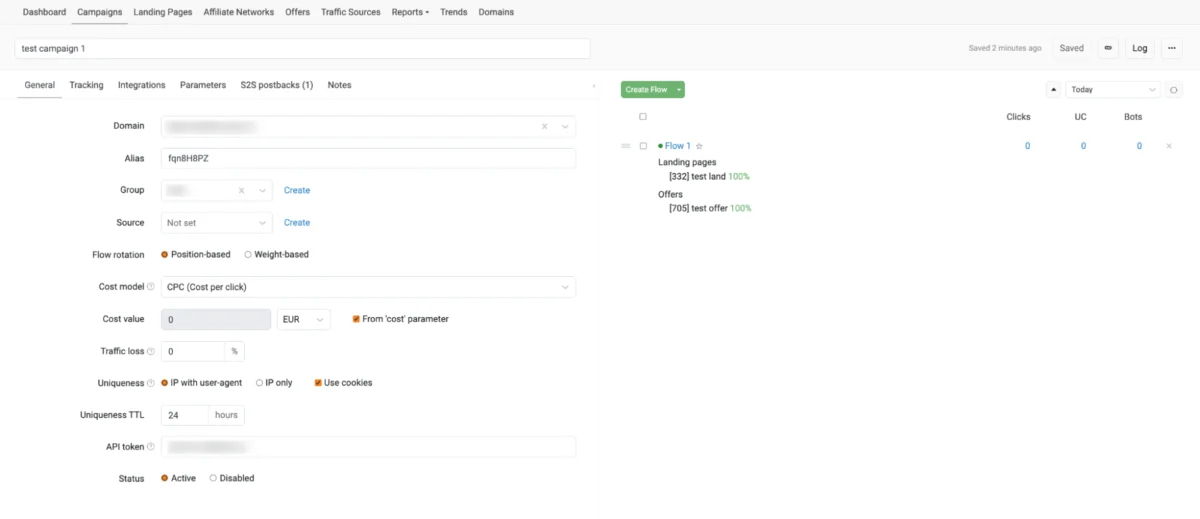 Dashboard Campaigns Landing Pages Affiliate Networks Offers Traffic Sources Reports Trends Domains
test campaign 1
Saved 2 minutes ago Saved Log ...
General Tracking Integrations Parameters S2S postbacks (1) Notes
Domain
Alias fqn8H8PZ
Group Create
Source Not set Create
Flow rotation Position-based Weight-based
Cost model CPC (Cost per click)
Cost value 0 EUR From 'cost' parameter
Traffic loss 0 %
Uniqueness IP with user-agent IP only Use cookies
Uniqueness TTL 24 hours
API token
Status Active Disabled
Create Flow Today
Clicks UC Bots
Flow 1 0 0 0
Landing pages
[332] test land 100%
Offers
[705] test offer 100%